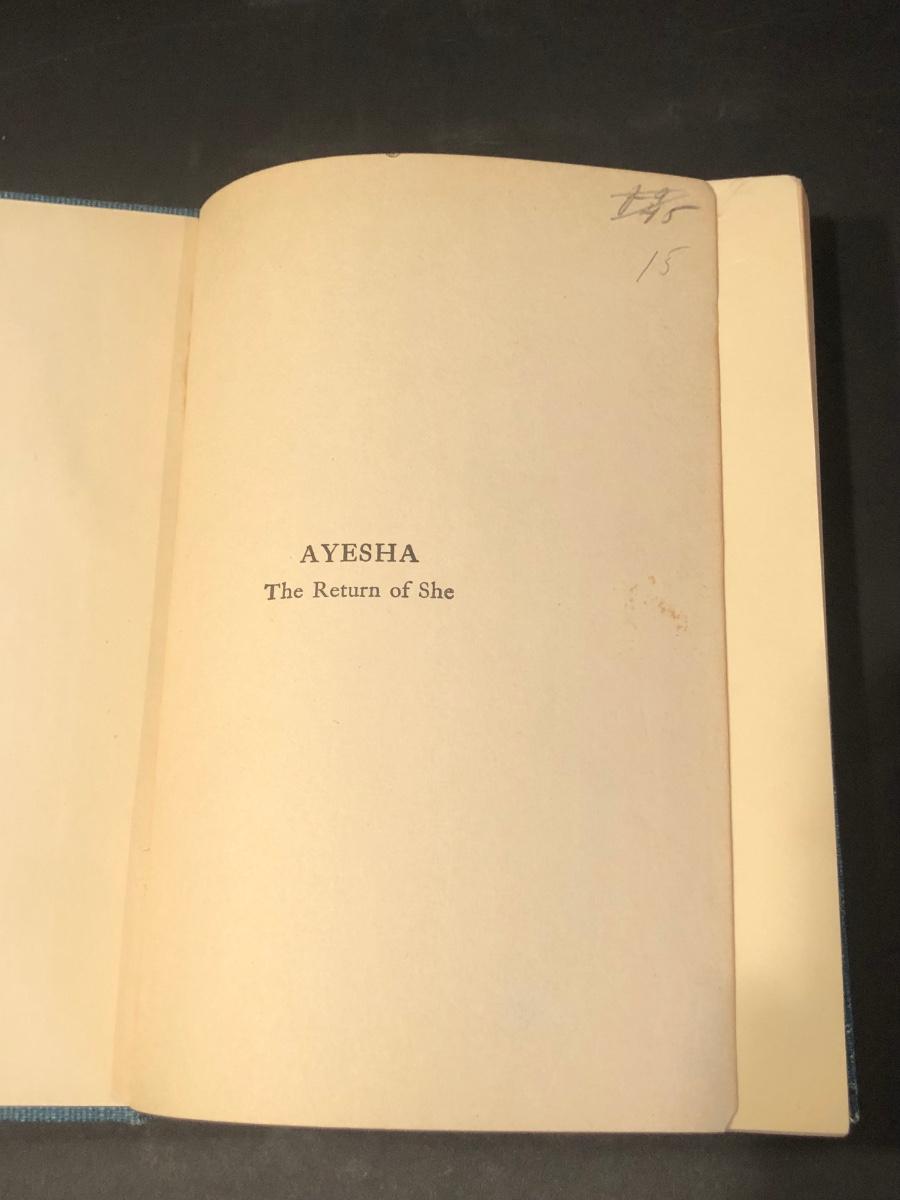 15
AYESHA
The Return of She